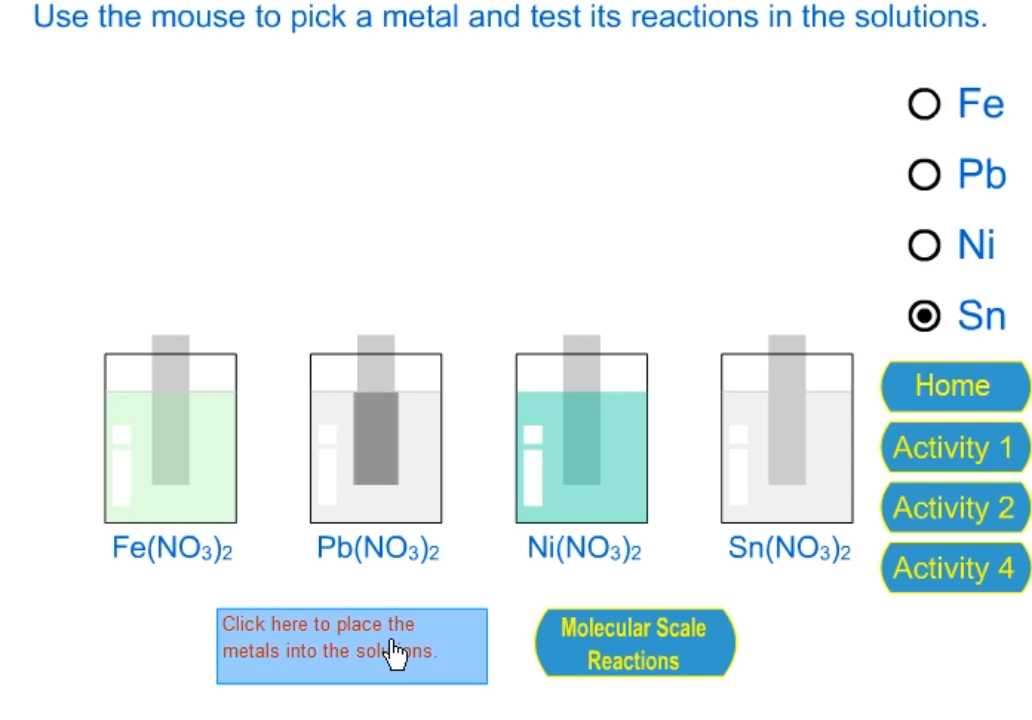 Use the mouse to pick a metal and test its reactions in the solutions.
Fe
Pb
Ni
Sn
Home
Activity 1
Activity 2
Activity 4
Fe(NO3)2
Pb(NO3)2
Ni(NO3)2
Sn(NO3)2
Click here to place the
metals into the solutions.
Molecular Scale
Reactions